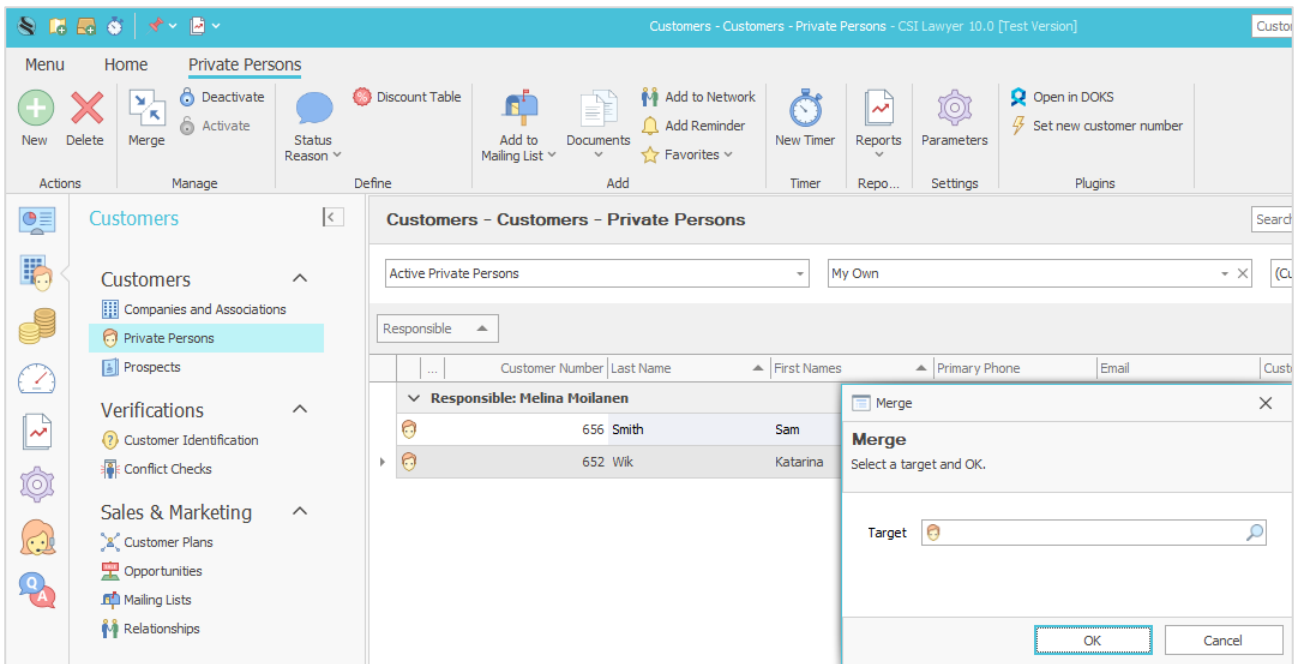 Customers - Customers - Private Persons - CSI Lawyer 10.0 [Test Version]
Menu Home Private Persons
New
Delete
Merge
Deactivate
Activate
Status Reason
Discount Table
Add to Mailing List
Documents
Add to Network
Add Reminder
Favorites
New Timer
Reports
Parameters
Open in DOKS
Set new customer number
Actions Manage Define Add Timer Repo... Settings Plugins
Customers
Customers
Companies and Associations
Private Persons
Prospects
Verifications
Customer Identification
Conflict Checks
Sales & Marketing
Customer Plans
Opportunities
Mailing Lists
Relationships
Q
A
Customers - Customers - Private Persons
Active Private Persons My Own
Responsible
... Customer Number Last Name First Names Primary Phone Email
Responsible: Melina Moilanen
656 Smith Sam
652 Wik Katarina
Merge
Merge
Select a target and OK.
Target
OK Cancel